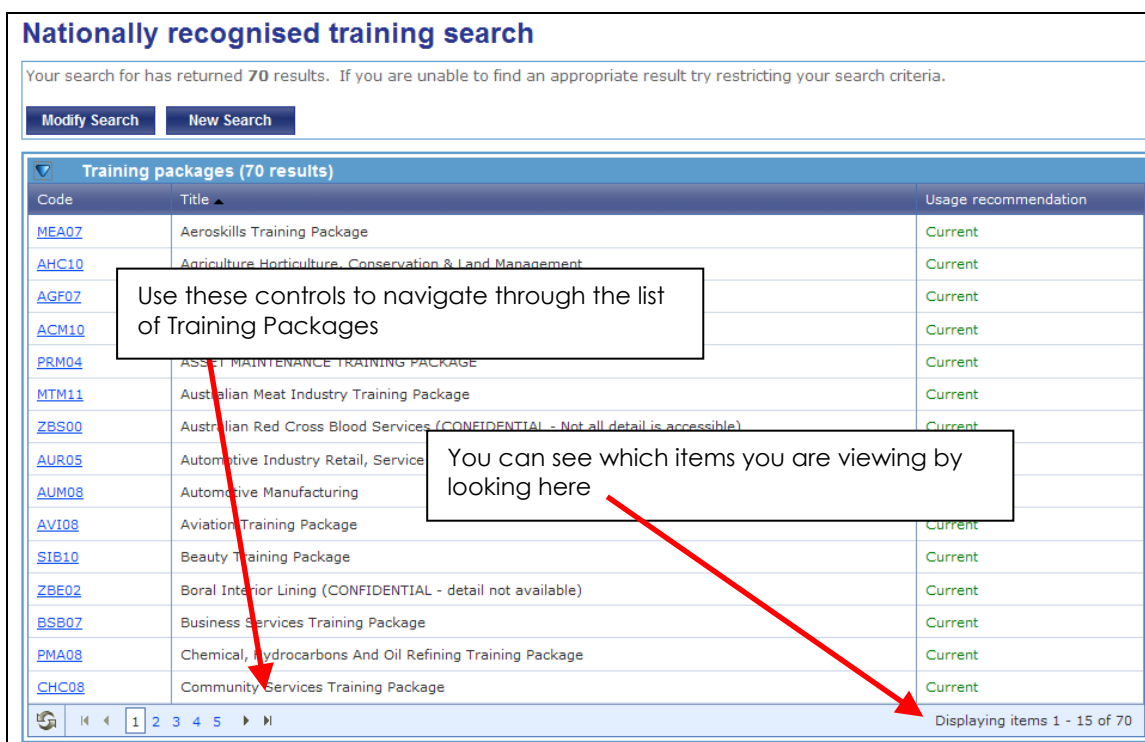 Nationally recognised training search
Your search for has returned 70 results. If you are unable to find an appropriate result try restricting your search criteria.
Modify Search New Search
Training packages (70 results)
Code Title Usage recommendation
MEA07 Aeroskills Training Package Current
AHC10 Agriculture Horticulture, Conservation & Land Management Current
AGF07 Current
Use these controls to navigate through the list
of Training Packages
ACM10 Current
PRM04 ASSET MAINTENANCE TRAINING PACKAGE Current
MTM11 Australian Meat Industry Training Package Current
ZBS00 Australian Red Cross Blood Services (CONFIDENTIAL - Not all detail is accessible) Current
AUR05 Automotive Industry Retail, Service
You can see which items you are viewing by
looking here
AUM08 Automotive Manufacturing
AVI08 Aviation Training Package Current
SIB10 Beauty Training Package Current
ZBE02 Boral Interior Lining (CONFIDENTIAL - detail not available) Current
BSB07 Business Services Training Package Current
PMA08 Chemical, Hydrocarbons And Oil Refining Training Package Current
CHC08 Community Services Training Package Current
1 2 3 4 5 Displaying items 1 - 15 of 70